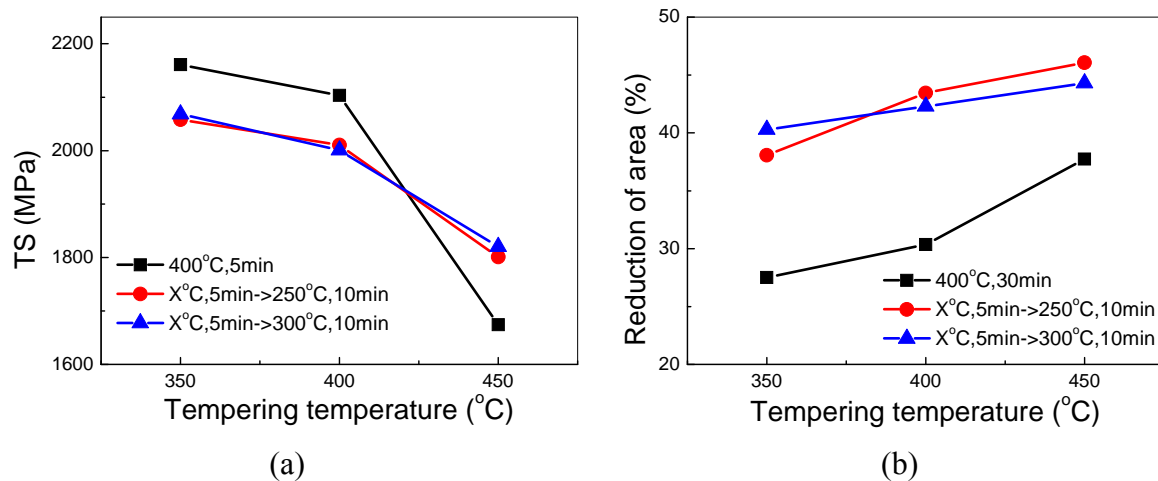 2200
2000
1800
1600
TS (MPa)
400°C,5min
X°C,5min->250°C,10min
X°C,5min->300°C,10min
350 400 450
Tempering temperature (°C)
(a)
50
40
30
20
Reduction of area (%)
400°C,30min
X°C,5min->250°C,10min
X°C,5min->300°C,10min
350 400 450
Tempering temperature (°C)
(b)